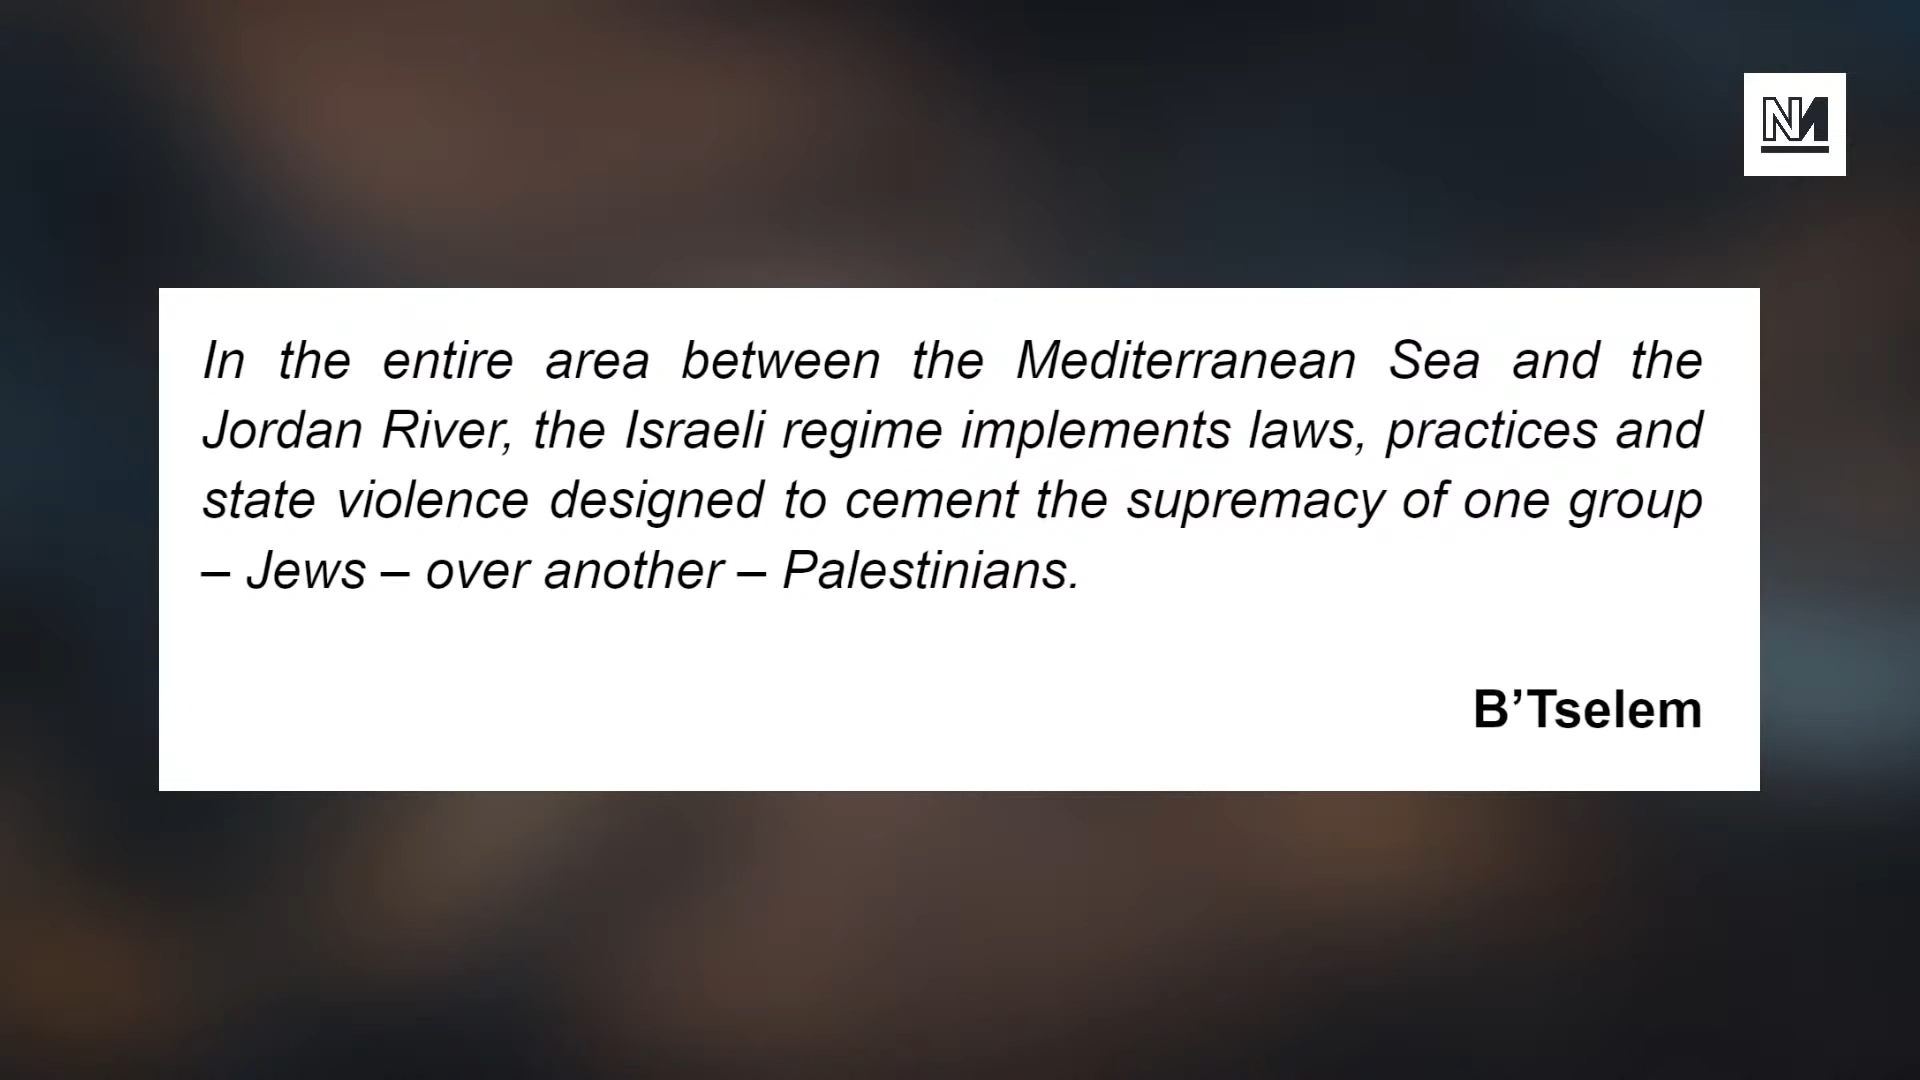 NM
In the entire area between the Mediterranean Sea and the
Jordan River, the Israeli regime implements laws, practices and
state violence designed to cement the supremacy of one group
– Jews – over another – Palestinians.
B’Tselem